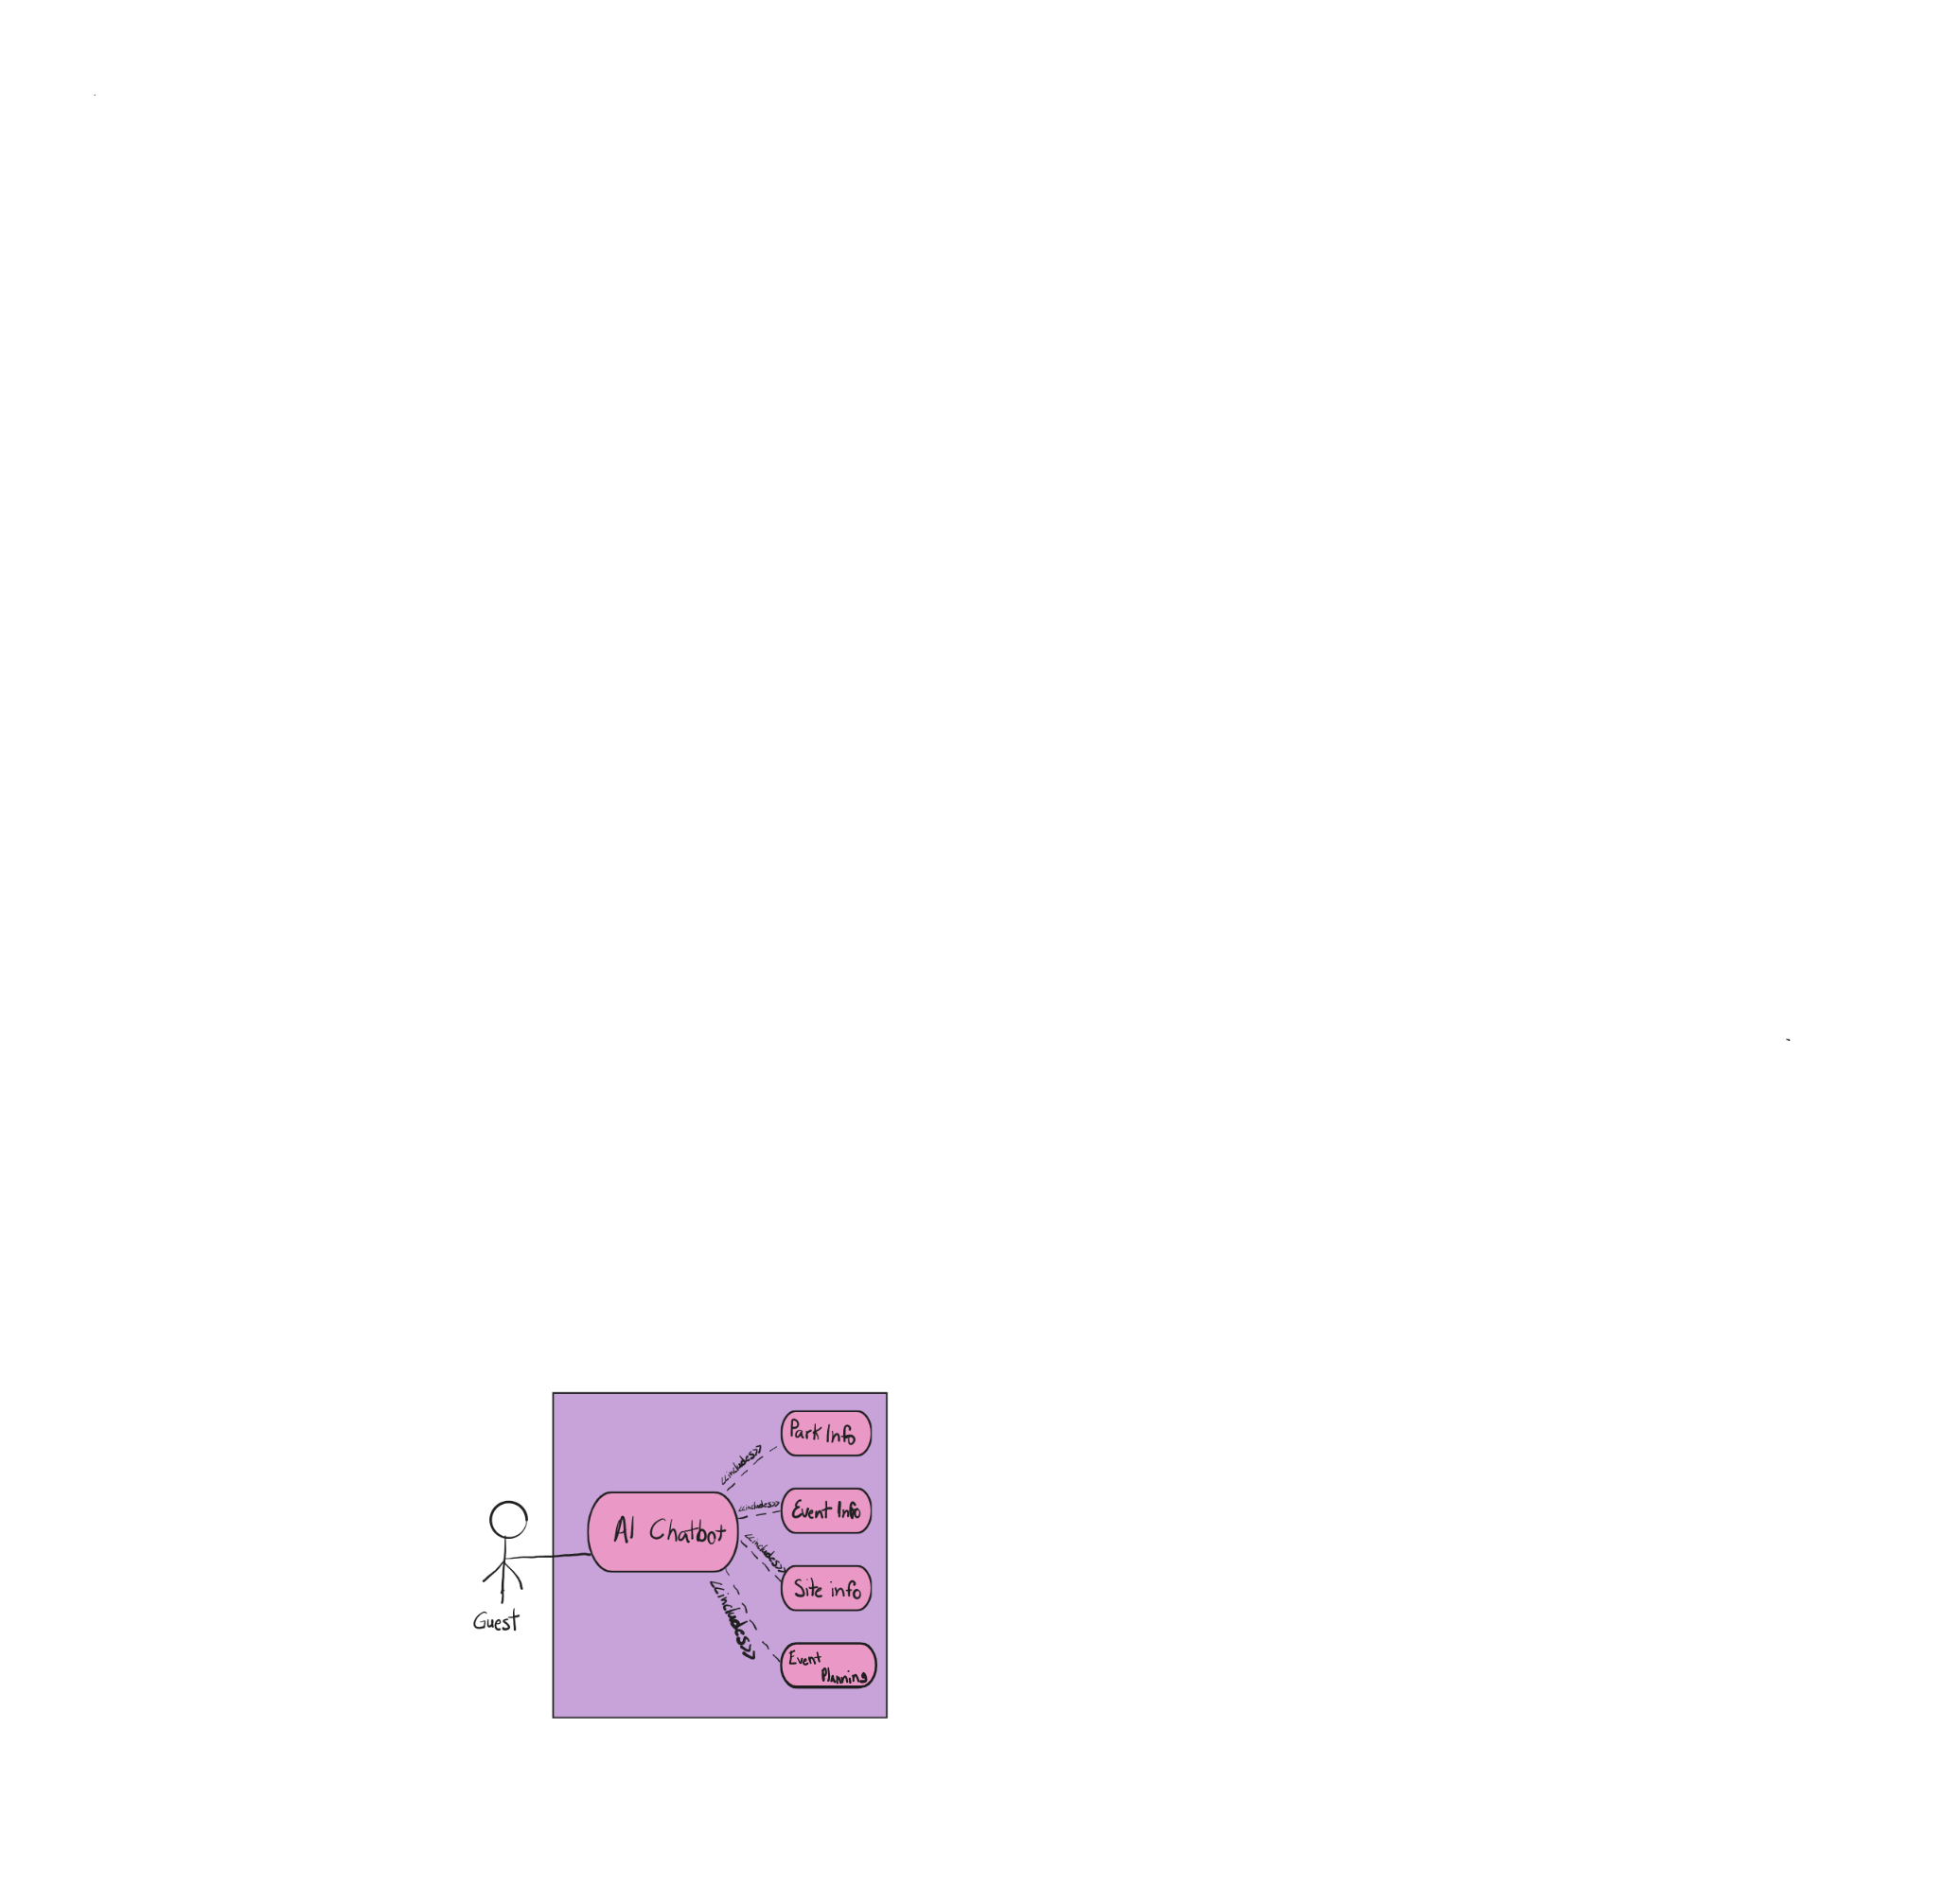 Park Info
<<includes>>
<<includes>>
Event Info
AI Chatbot
<<includes>>
Site info
<<includes>>
Guest
Event
Planning